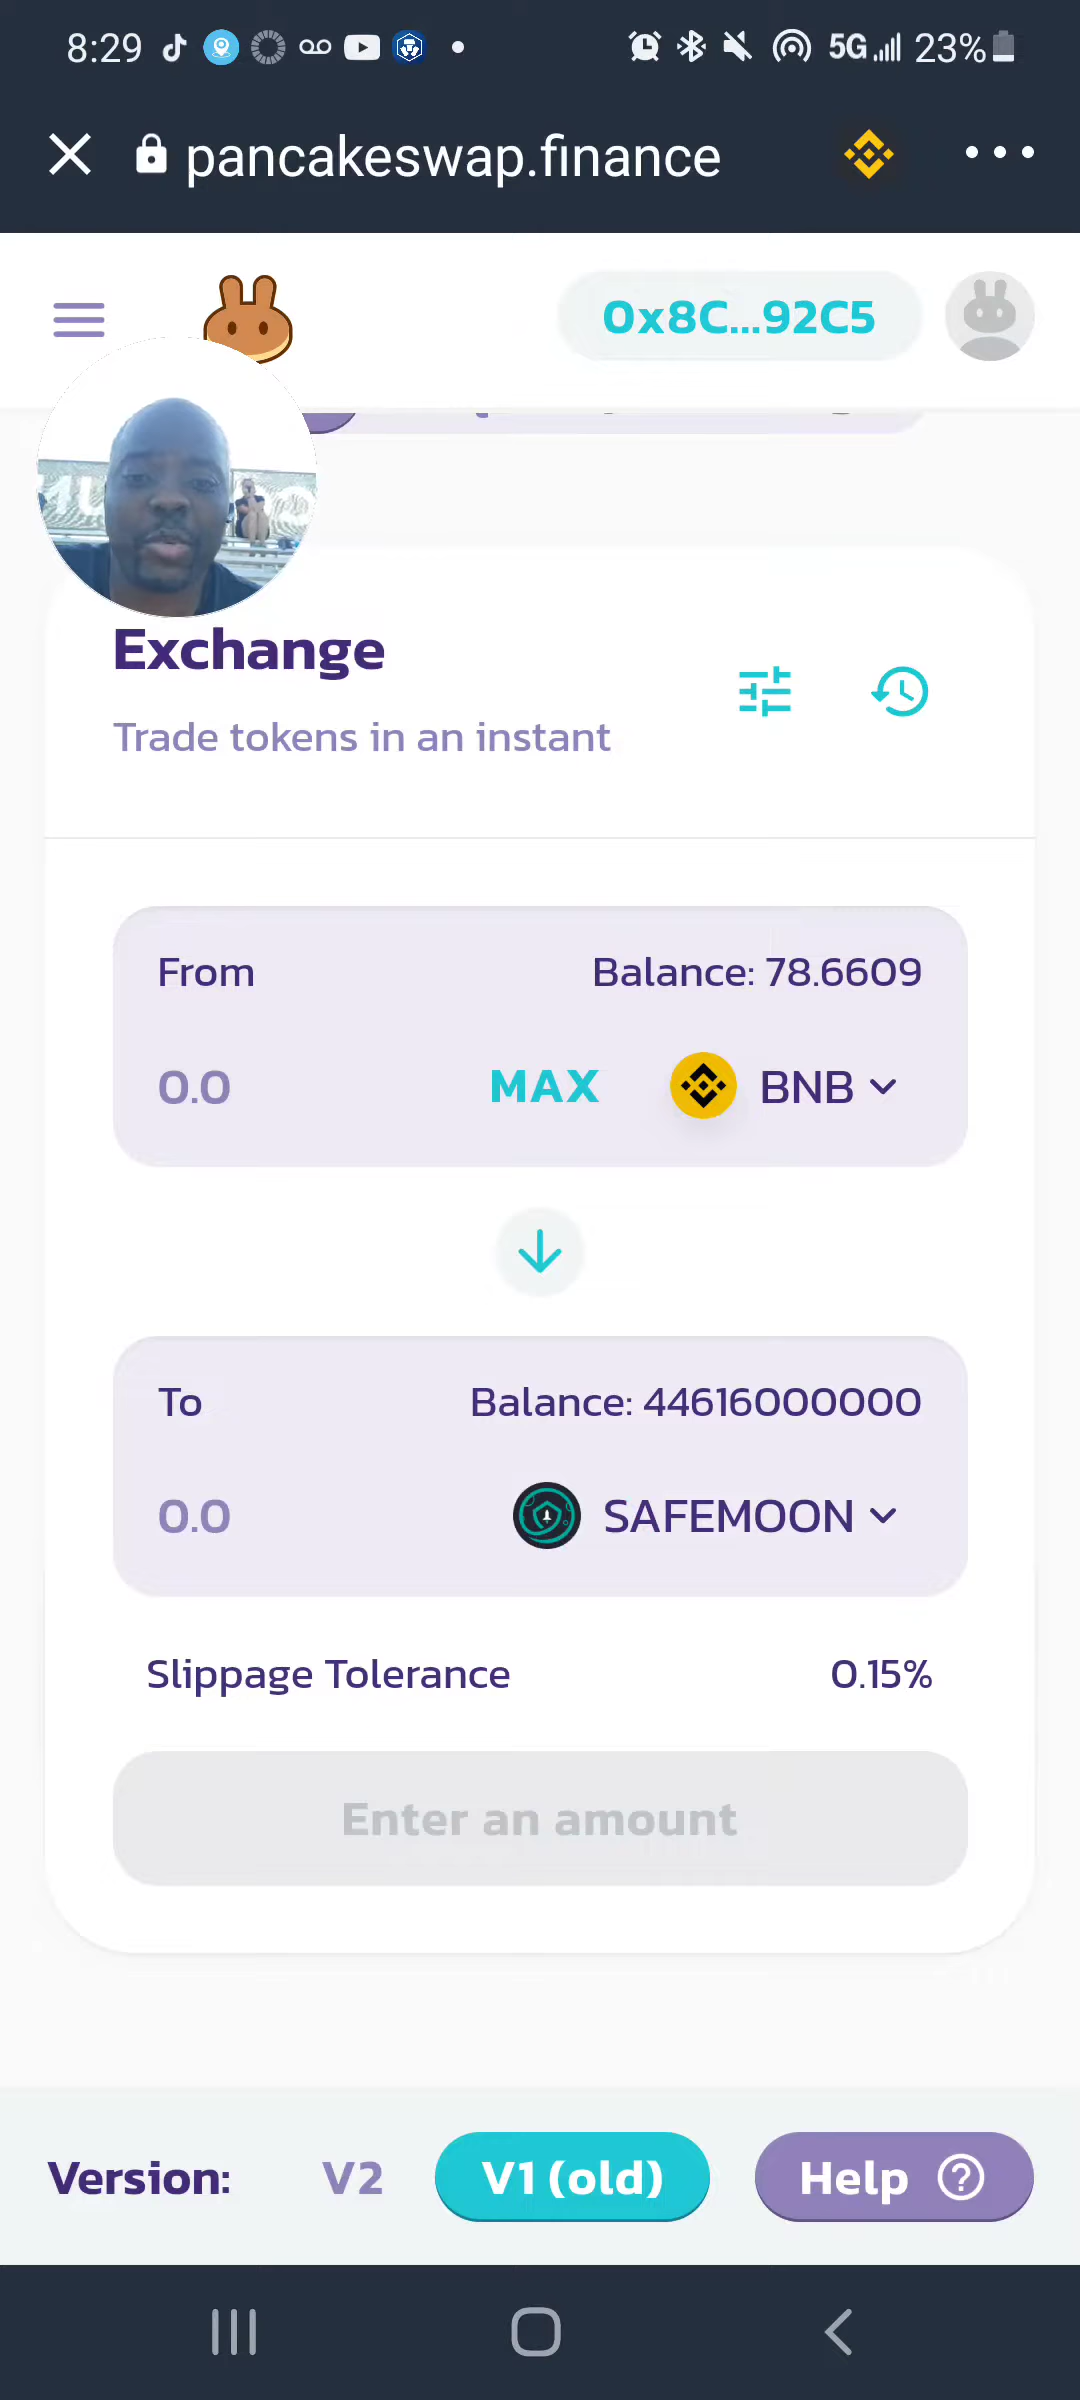 8:29 5G 23%
pancakeswap.finance
0x8C...92C5
Exchange
Trade tokens in an instant
From Balance: 78.6609
0.0 MAX BNB
To Balance: 44616000000
0.0 SAFEMOON
Slippage Tolerance 0.15%
Enter an amount
Version: V2 V1 (old) Help ?